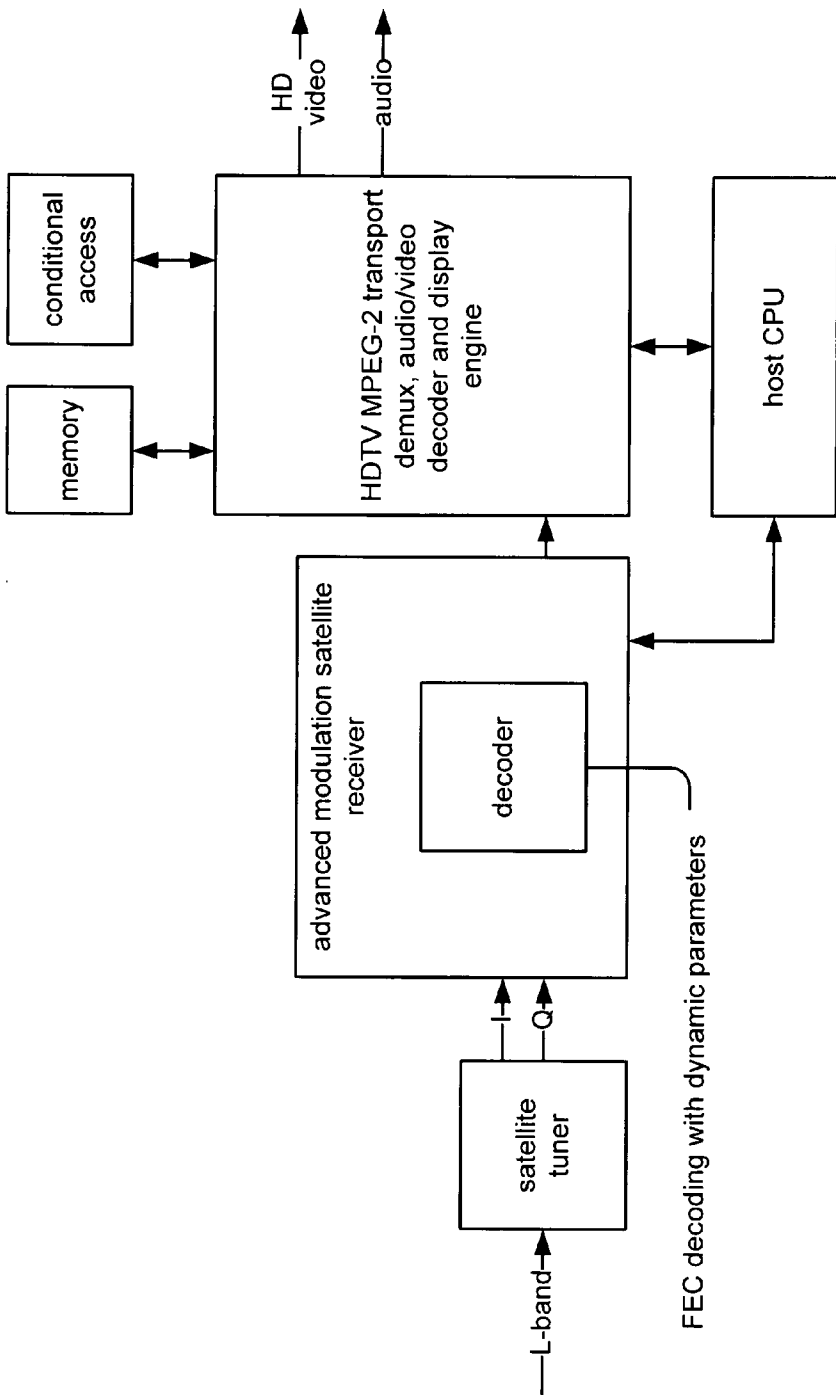 L-band
satellite
tuner
I
Q
advanced modulation satellite
receiver
decoder
FEC decoding with dynamic parameters
memory
conditional
access
HDTV MPEG-2 transport
demux, audio/video
decoder and display
engine
host CPU
HD
video
audio